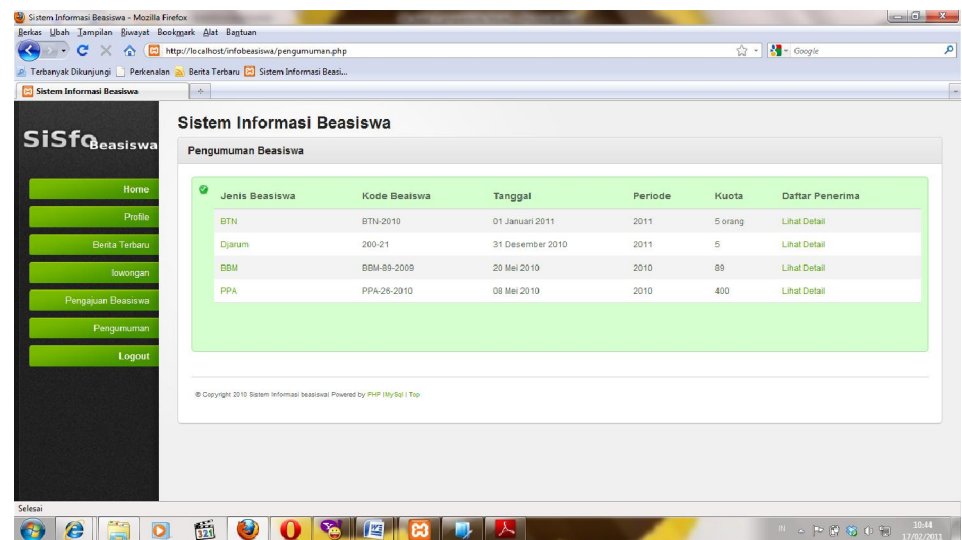 Sistem Informasi Beasiswa - Mozilla Firefox
Berkas Ubah Tampilan Riwayat Bookmark Alat Bantuan
http://localhost/infobeasiswa/pengumuman.php
Google
Terbanyak Dikunjungi Perkenalan Berita Terbaru Sistem Informasi Beasi...
Sistem Informasi Beasiswa
SiSfo Beasiswa
Home
Profile
Berita Terbaru
lowongan
Pengajuan Beasiswa
Pengumuman
Logout
Sistem Informasi Beasiswa
Pengumuman Beasiswa
Jenis Beasiswa Kode Beaiswa Tanggal Periode Kuota Daftar Penerima
BTN BTN-2010 01 Januari 2011 2011 5 orang Lihat Detail
Djarum 200-21 31 Desember 2010 2011 5 Lihat Detail
BBM BBM-89-2009 20 Mei 2010 2010 89 Lihat Detail
PPA PPA-26-2010 08 Mei 2010 2010 400 Lihat Detail
© Copyright 2010 Sistem Informasi beasiswa| Powered by PHP |MySql | Top
Selesai
321
IN
10:44
17/02/2011